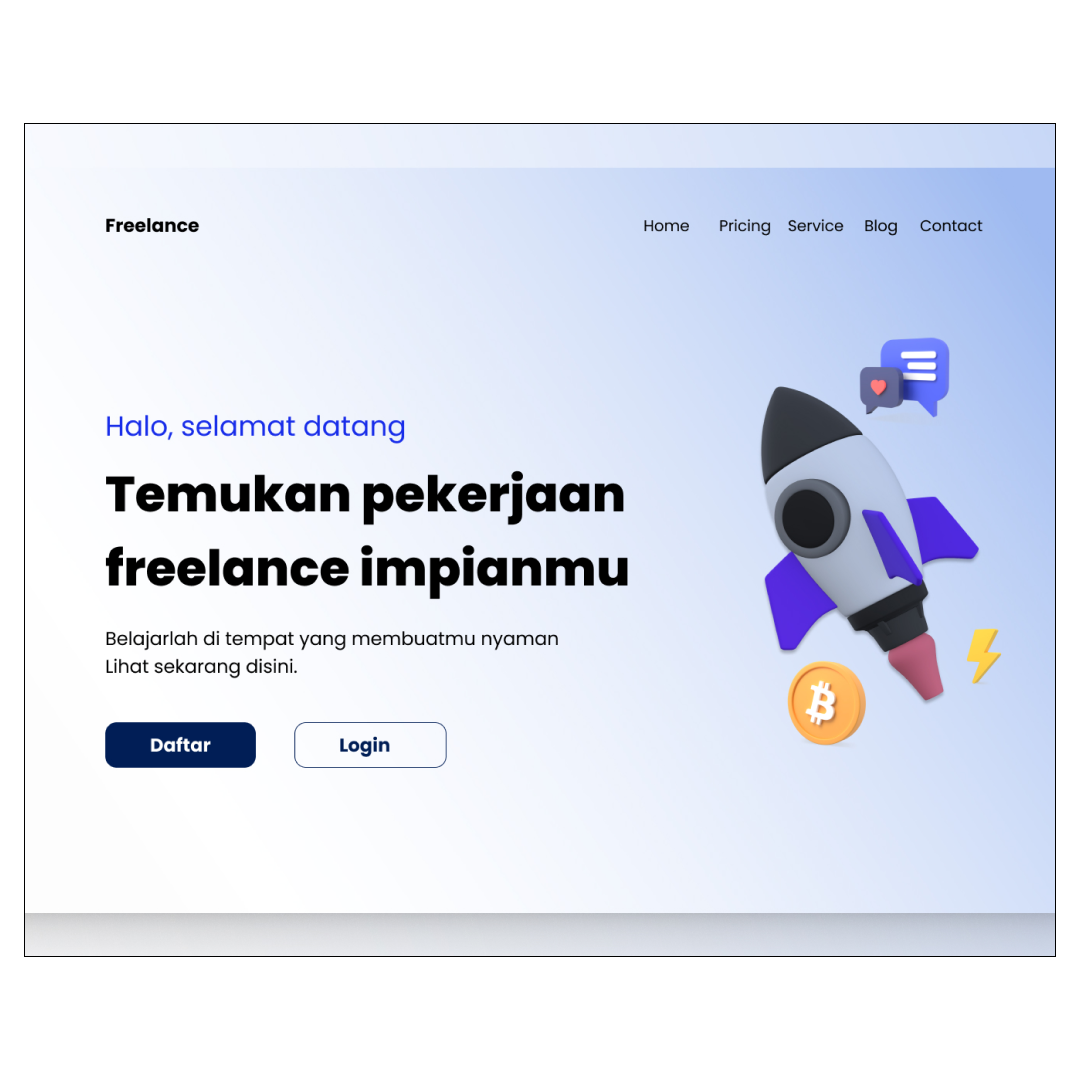 Freelance
Home Pricing Service Blog Contact
Halo, selamat datang
Temukan pekerjaan
freelance impianmu
Belajarlah di tempat yang membuatmu nyaman
Lihat sekarang disini.
Daftar
Login